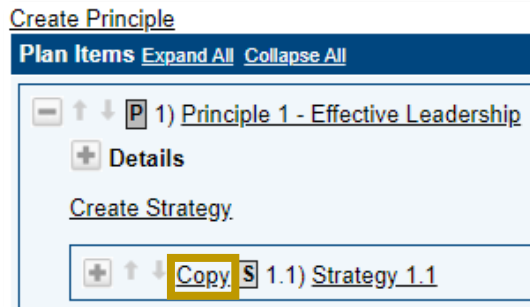 Create Principle
Plan Items Expand All Collapse All
P 1) Principle 1 - Effective Leadership
Details
Create Strategy
Copy S 1.1) Strategy 1.1